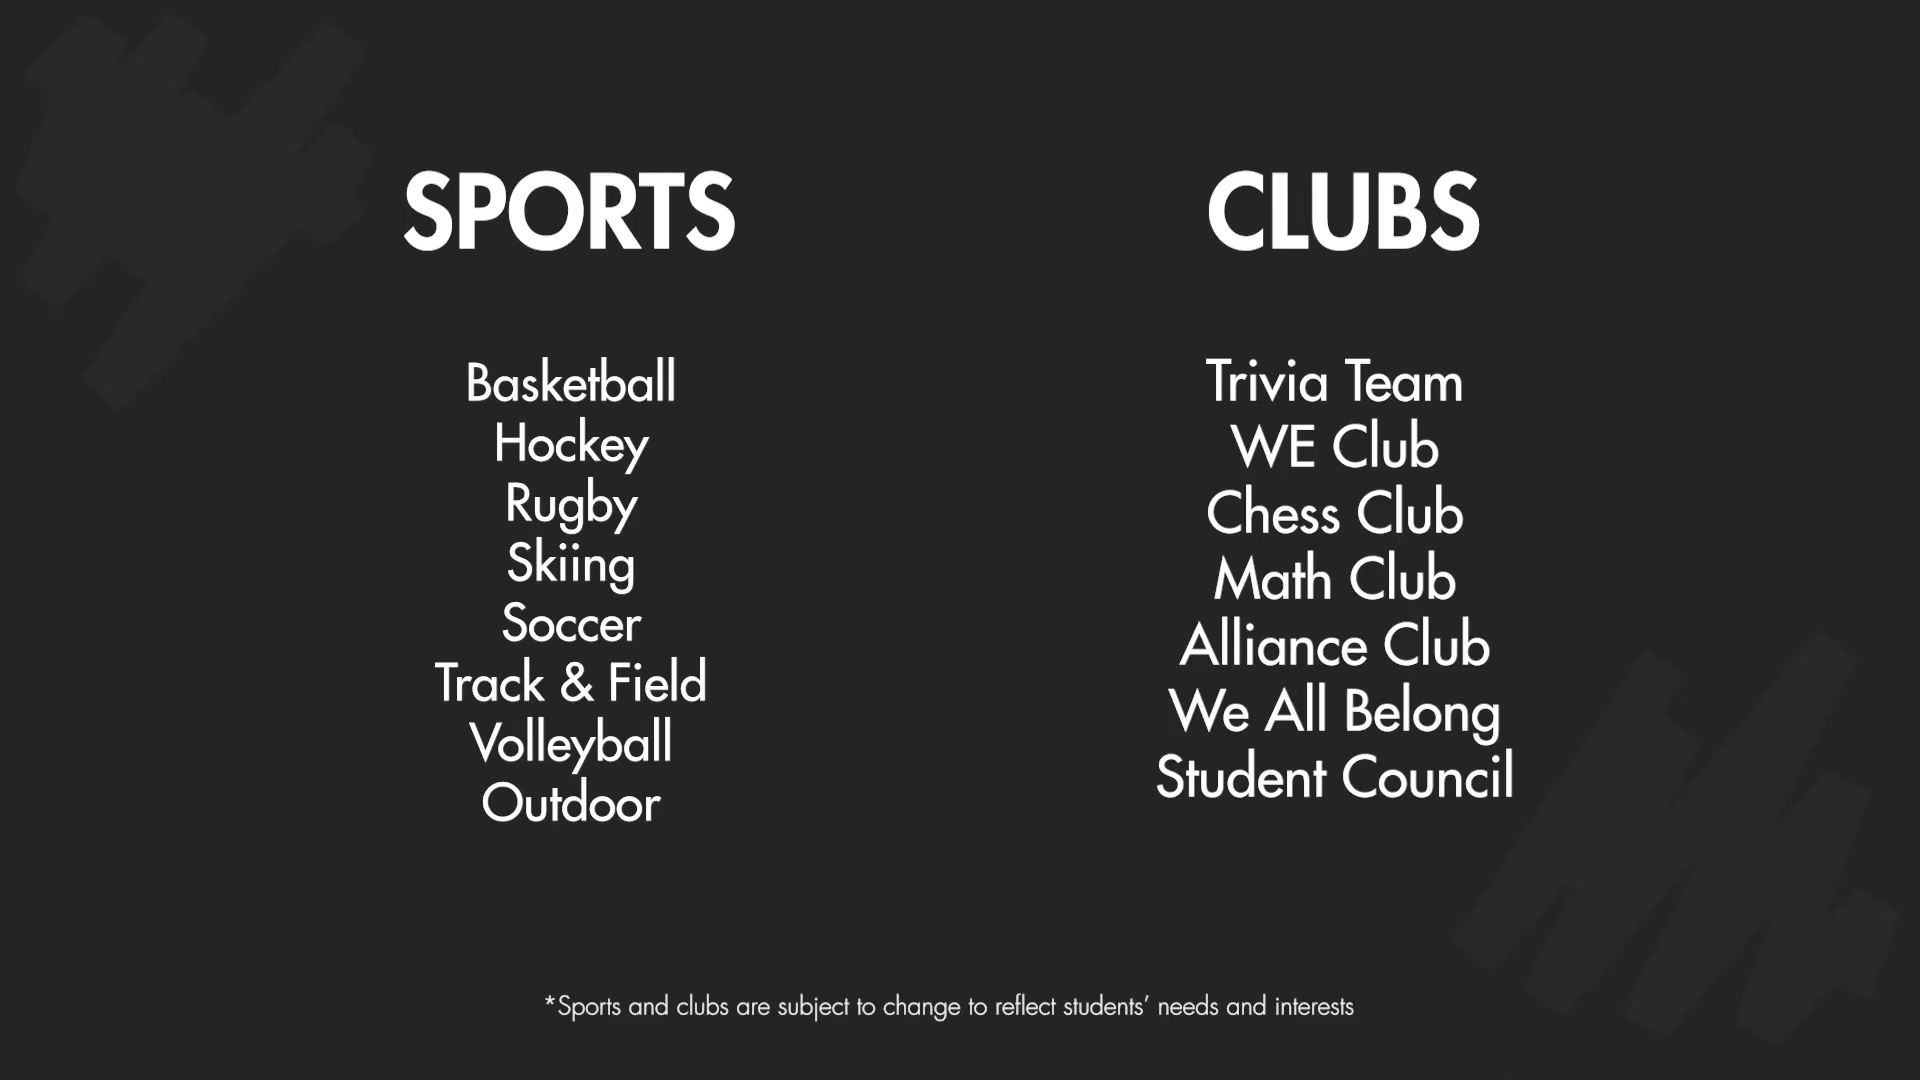 SPORTS
Basketball
Hockey
Rugby
Skiing
Soccer
Track & Field
Volleyball
Outdoor
CLUBS
Trivia Team
WE Club
Chess Club
Math Club
Alliance Club
We All Belong
Student Council
*Sports and clubs are subject to change to reflect students’ needs and interests